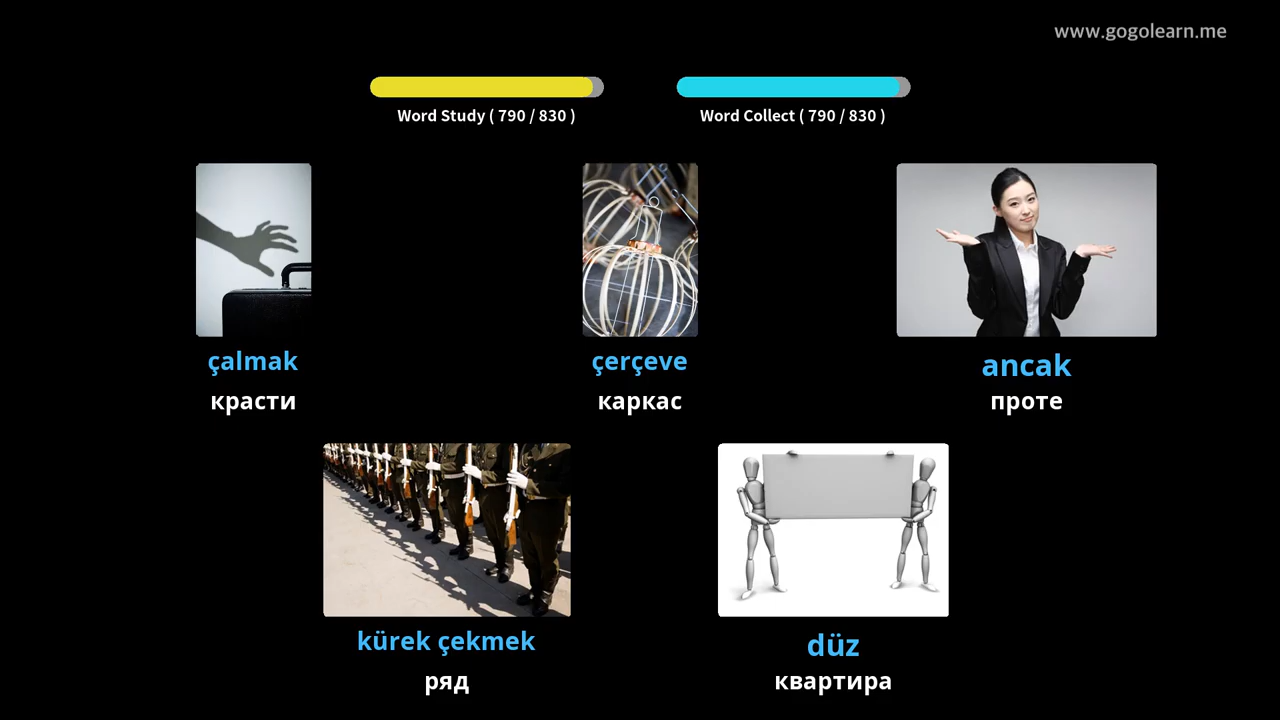 www.gogolearn.me
Word Study ( 790 / 830 )
Word Collect ( 790 / 830 )
çalmak
красти
çerçeve
каркас
ancak
проте
kürek çekmek
ряд
düz
квартира